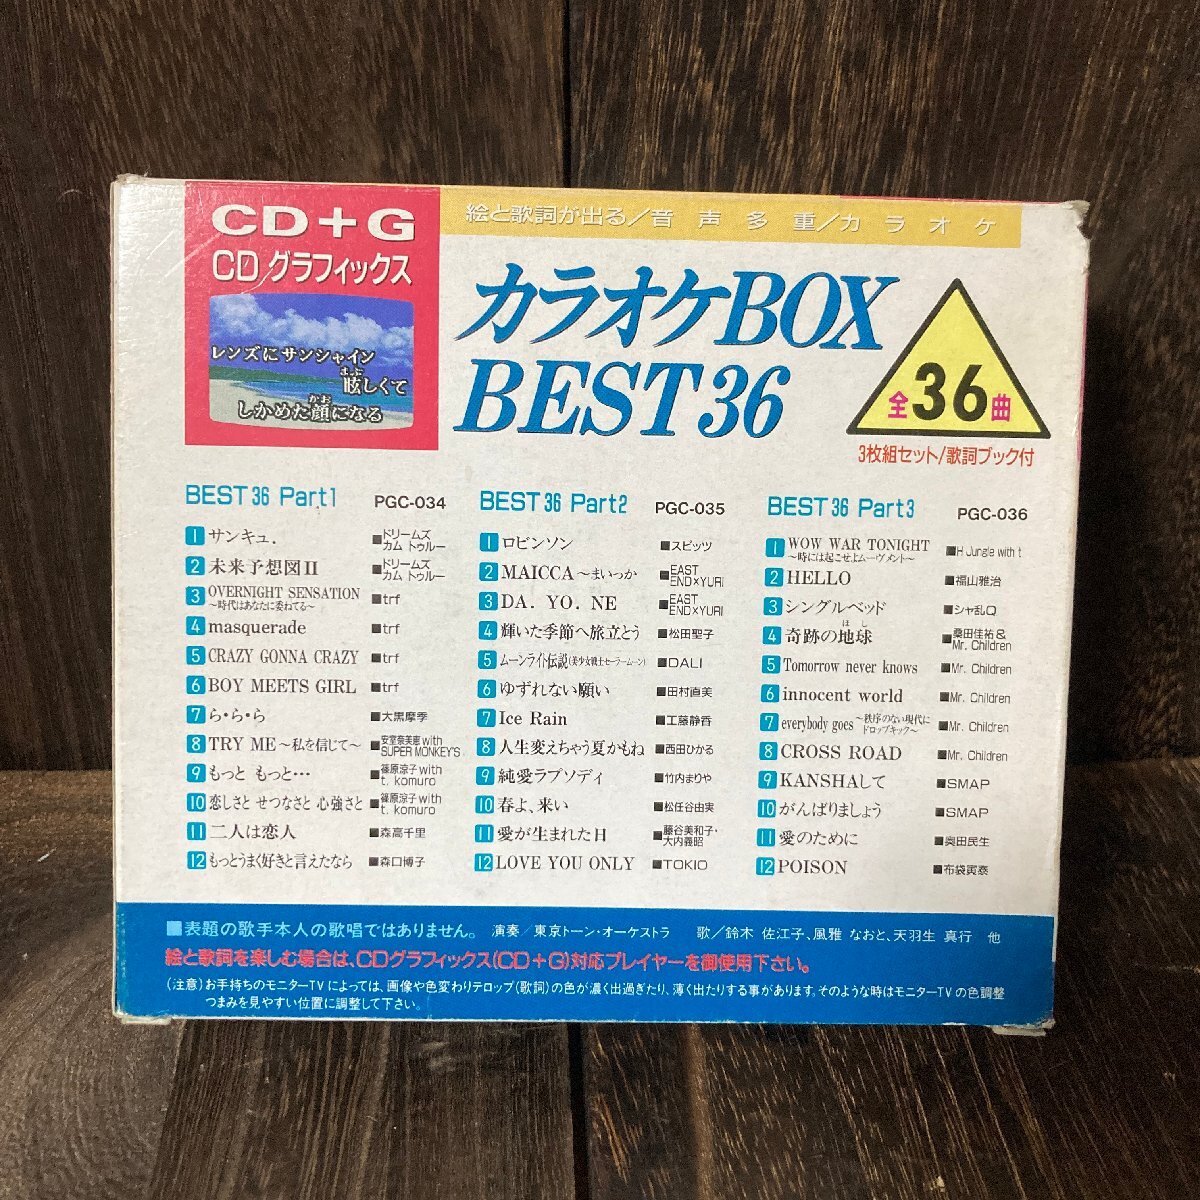 CD+G
CD グラフィックス
レンズにサンシャイン
まぶ
眩しくて
かお
しかめた顔になる
絵と歌詞が出る/音声多重/カラオケ
カラオケBOX
BEST36
全36曲
3枚組セット/歌詞ブック付
BEST36 Part1 PGC-034
1 サンキュ. ■ドリームズ カム トゥルー
2 未来予想図II ■ドリームズ カム トゥルー
3 OVERNIGHT SENSATION ～時代はあなたに委ねてる～ ■trf
4 masquerade ■trf
5 CRAZY GONNA CRAZY ■trf
6 BOY MEETS GIRL ■trf
7 ら・ら・ら ■大黒摩季
8 TRY ME～私を信じて～ ■安室奈美恵 with SUPER MONKEY'S
9 もっと もっと… ■篠原涼子 with t. komuro
10 恋しさと せつなさと 心強さと ■篠原涼子 with t. komuro
11 二人は恋人 ■森高千里
12 もっとうまく好きと言えたなら ■森口博子
BEST36 Part2 PGC-035
1 ロビンソン ■スピッツ
2 MAICCA～まいっか ■EAST END×YURI
3 DA．YO．NE ■EAST END×YURI
4 輝いた季節へ旅立とう ■松田聖子
5 ムーンライト伝説(美少女戦士セーラームーン) ■DALI
6 ゆずれない願い ■田村直美
7 Ice Rain ■工藤静香
8 人生変えちゃう夏かもね ■西田ひかる
9 純愛ラプソディ ■竹内まりや
10 春よ、来い ■松任谷由実
11 愛が生まれた日 ■藤谷美和子・大内義昭
12 LOVE YOU ONLY ■TOKIO
BEST36 Part3 PGC-036
1 WOW WAR TONIGHT ～時には起こせよムーヴメント～ ■H Jungle with t
2 HELLO ■福山雅治
3 シングルベッド ■シャ乱Q
ほし
4 奇跡の地球 ■桑田佳祐& Mr. Children
5 Tomorrow never knows ■Mr. Children
6 innocent world ■Mr. Children
7 everybody goes～秩序のない現代にドロップキック～ ■Mr. Children
8 CROSS ROAD ■Mr. Children
9 KANSHAして ■SMAP
10 がんばりましょう ■SMAP
11 愛のために ■奥田民生
12 POISON ■布袋寅泰
■表題の歌手本人の歌唱ではありません。 演奏/東京トーン・オーケストラ 歌/鈴木 佐江子、風雅 なおと、天羽生 真行 他
絵と歌詞を楽しむ場合は、CDグラフィックス(CD+G)対応プレイヤーを御使用下さい。
(注意) お手持ちのモニターTVによっては、画像や色変わりテロップ(歌詞)の色が濃く出過ぎたり、薄く出たりする事があります。そのような時はモニターTVの色調整
つまみを見やすい位置に調整して下さい。